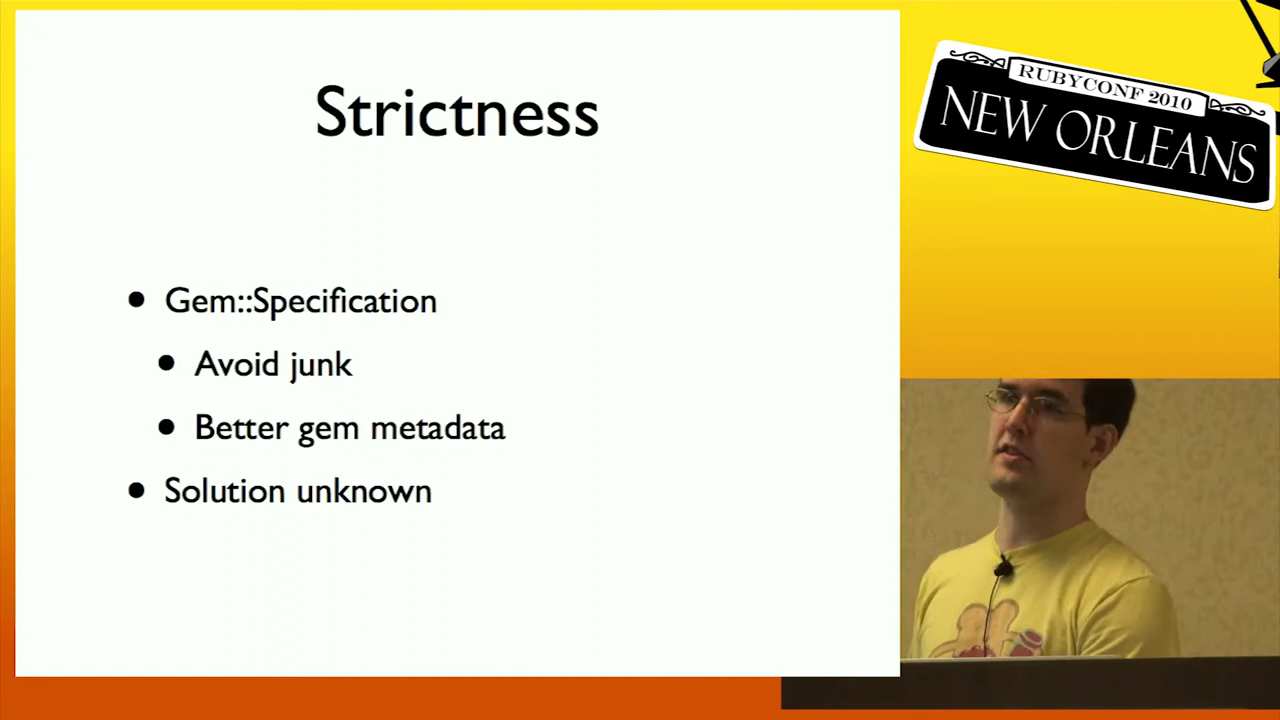 Strictness
• Gem::Specification
• Avoid junk
• Better gem metadata
• Solution unknown
RUBYCONF 2010
NEW ORLEANS